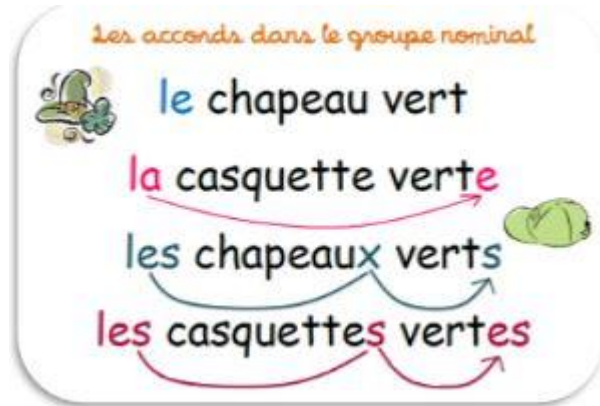 Les accords dans le groupe nominal
le chapeau vert
la casquette verte
les chapeaux verts
les casquettes vertes